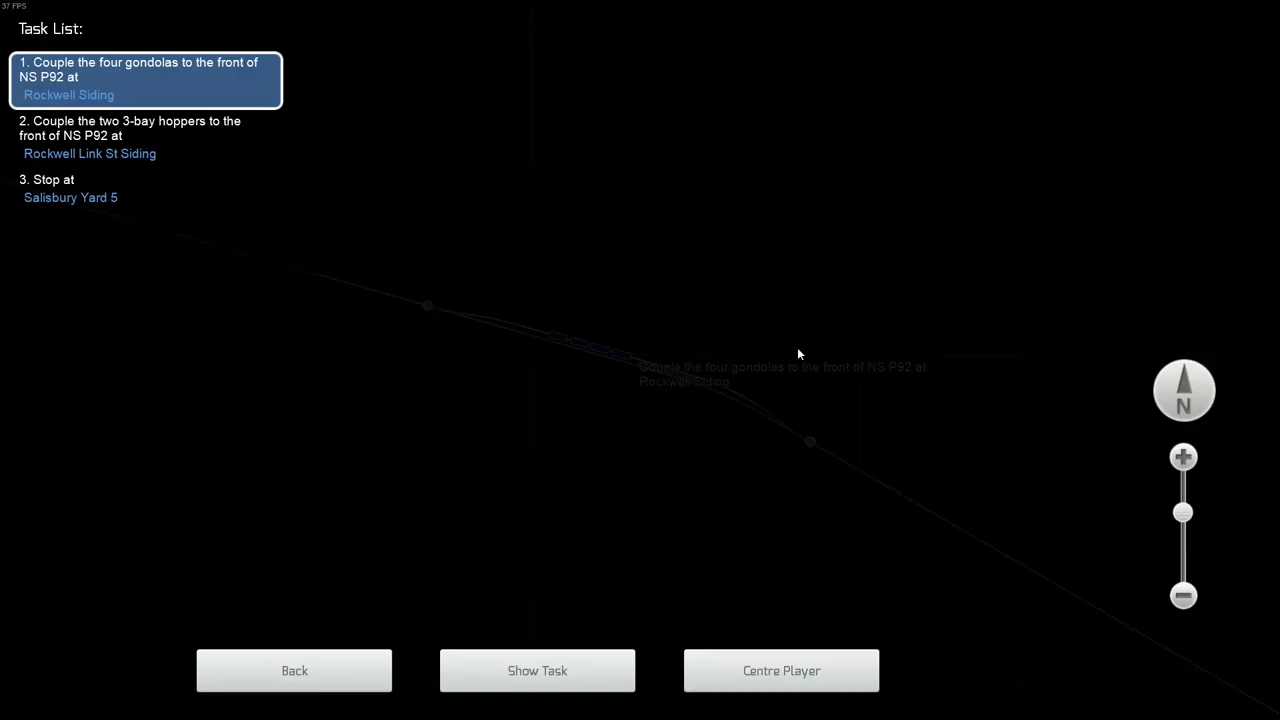 37 FPS
Task List:
1. Couple the four gondolas to the front of
NS P92 at
Rockwell Siding
2. Couple the two 3-bay hoppers to the
front of NS P92 at
Rockwell Link St Siding
3. Stop at
Salisbury Yard 5
Couple the four gondolas to the front of NS P92 at
Rockwell Siding
N
Back
Show Task
Centre Player